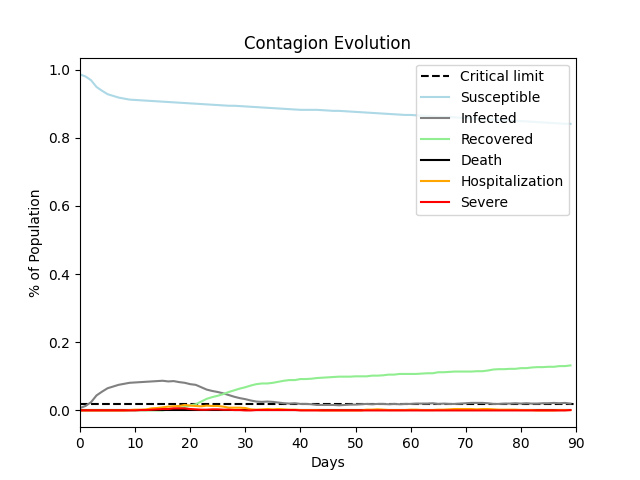 Contagion Evolution
1.0
0.8
0.6
0.4
0.2
0.0
% of Population
Critical limit
Susceptible
Infected
Recovered
Death
Hospitalization
Severe
0 10 20 30 40 50 60 70 80 90
Days